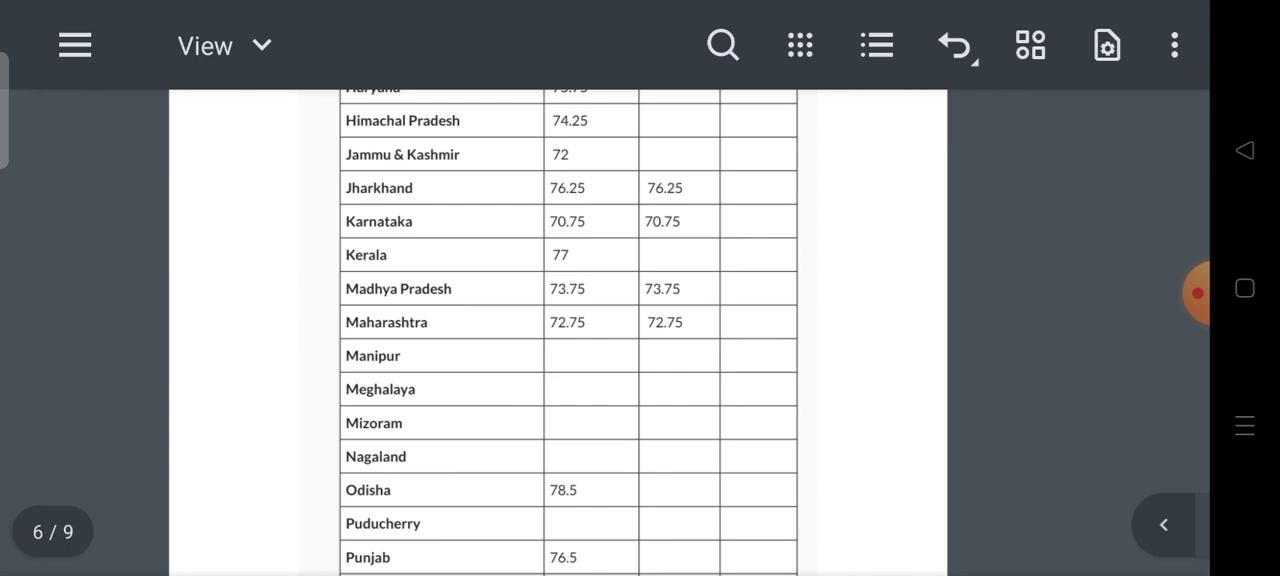 View
Himachal Pradesh 74.25
Jammu & Kashmir 72
Jharkhand 76.25 76.25
Karnataka 70.75 70.75
Kerala 77
Madhya Pradesh 73.75 73.75
Maharashtra 72.75 72.75
Manipur
Meghalaya
Mizoram
Nagaland
Odisha 78.5
Puducherry
Punjab 76.5
6 / 9